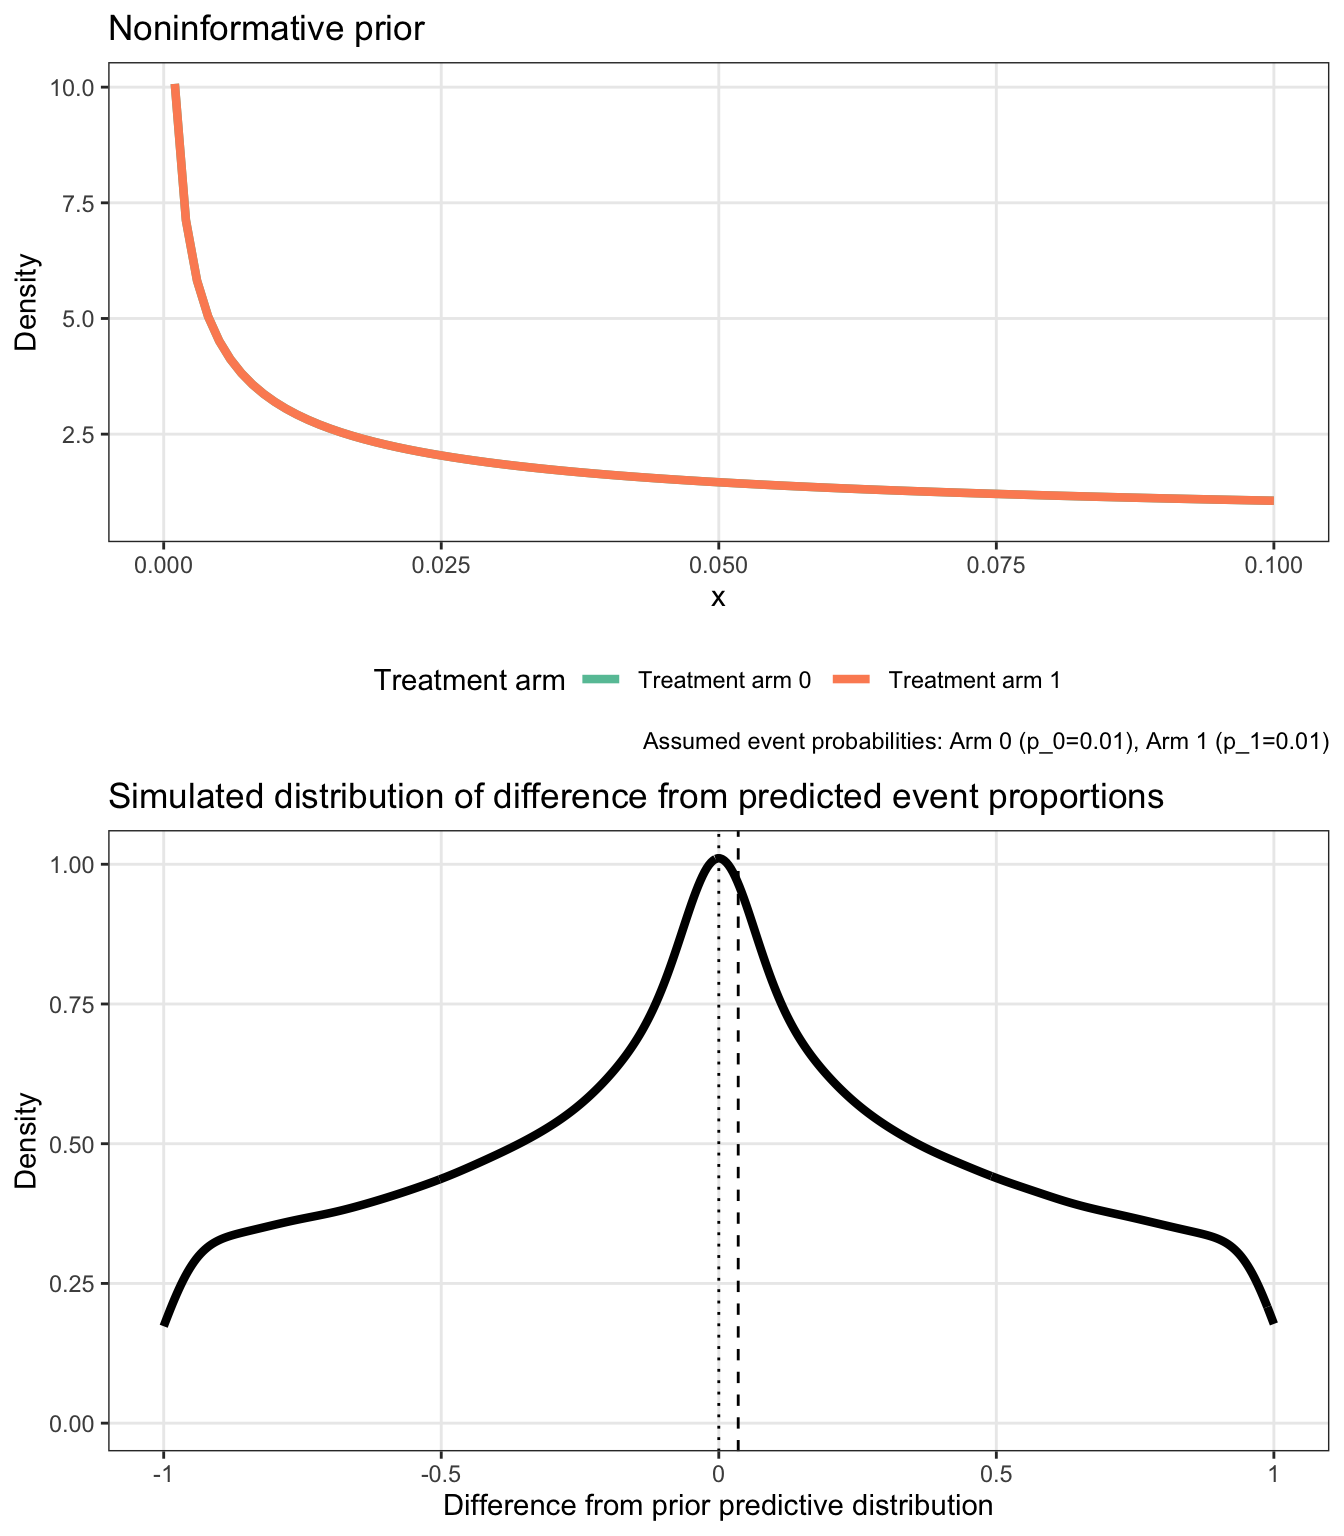 Noninformative prior
10.0
7.5
5.0
2.5
Density
0.000 0.025 0.050 0.075 0.100
x
Treatment arm Treatment arm 0 Treatment arm 1
Assumed event probabilities: Arm 0 (p_0=0.01), Arm 1 (p_1=0.01)
Simulated distribution of difference from predicted event proportions
1.00
0.75
0.50
0.25
0.00
Density
-1 -0.5 0 0.5 1
Difference from prior predictive distribution